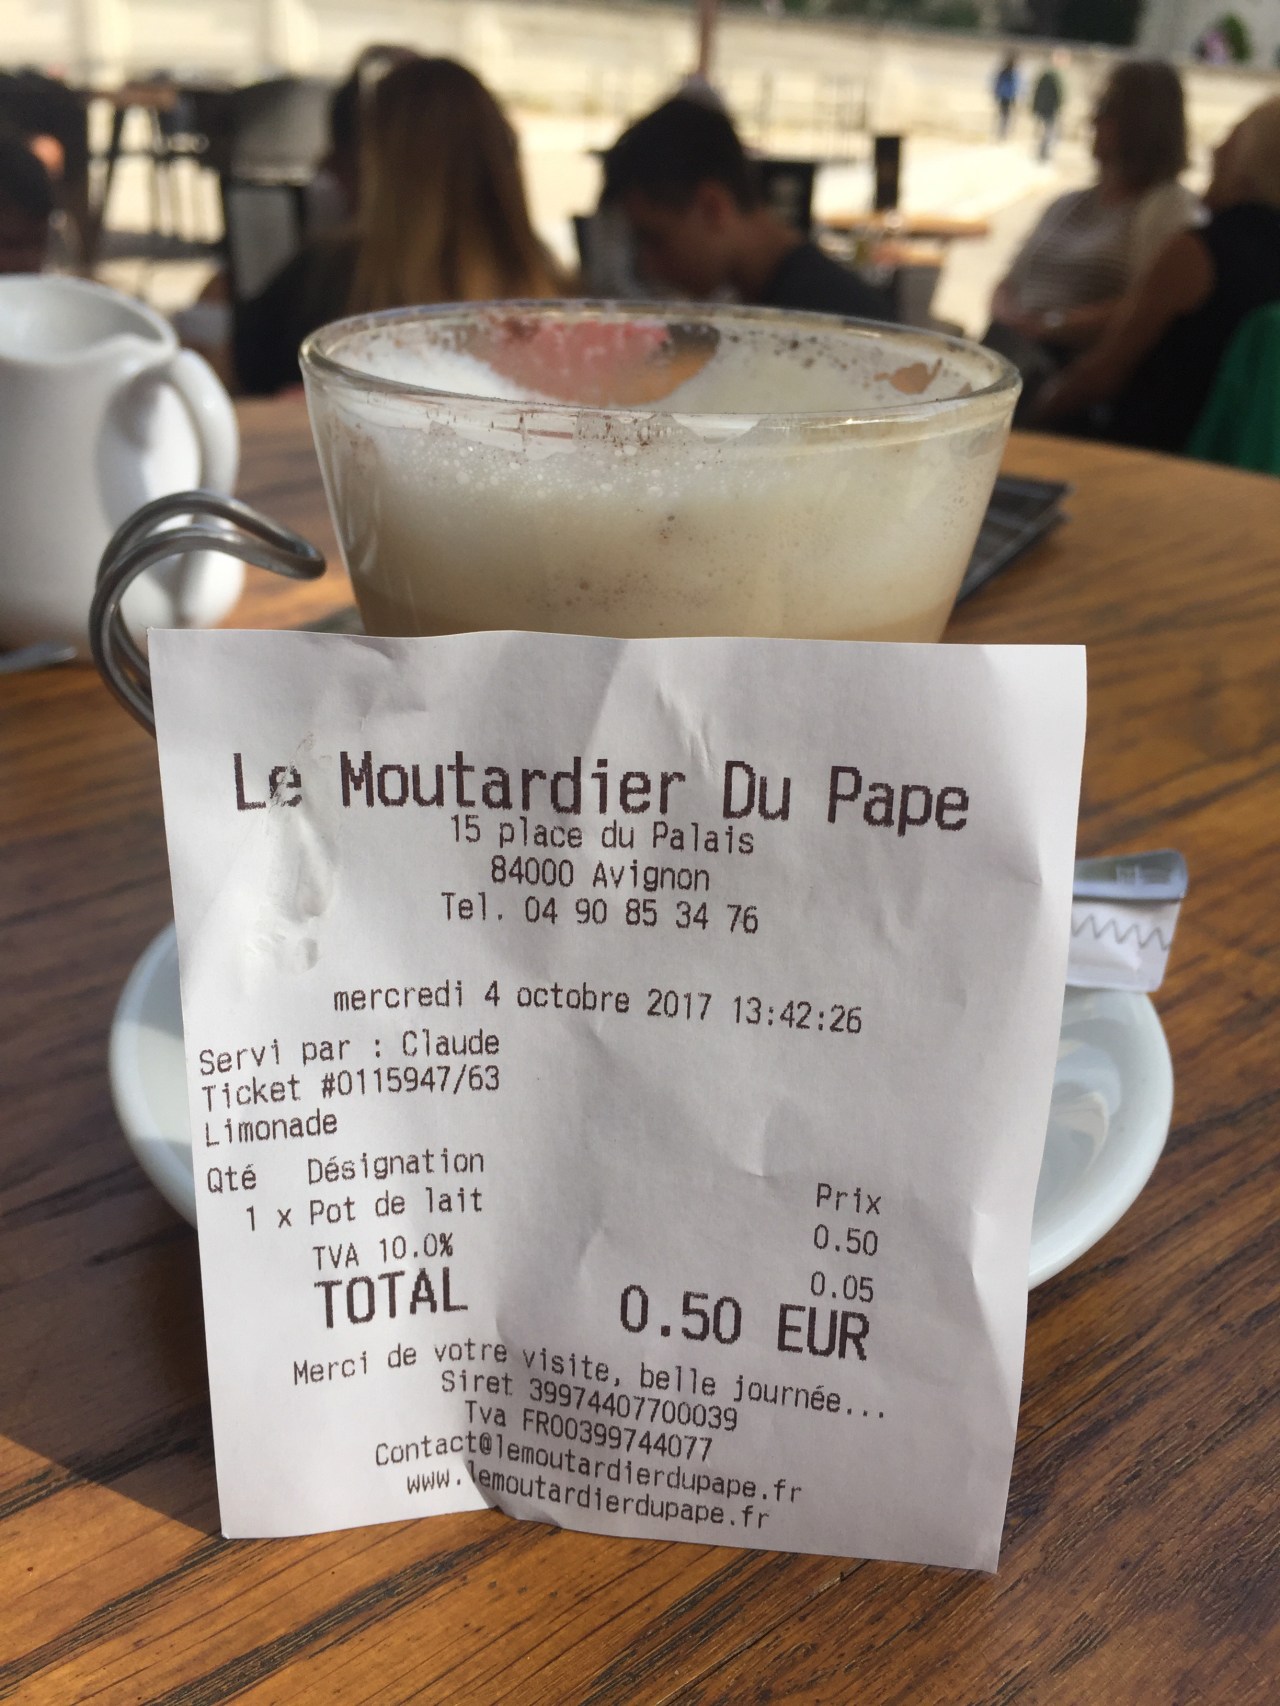 Le Moutardier Du Pape
15 place du Palais
84000 Avignon
Tel. 04 90 85 34 76
mercredi 4 octobre 2017 13:42:26
Servi par : Claude
Ticket #0115947/63
Limonade
Qté Désignation Prix
1 x Pot de lait 0.50
TVA 10.0% 0.05
TOTAL 0.50 EUR
Merci de votre visite, belle journée...
Siret 39974407700039
Tva FR00399744077
Contact@lemoutardierdupape.fr
www.lemoutardierdupape.fr